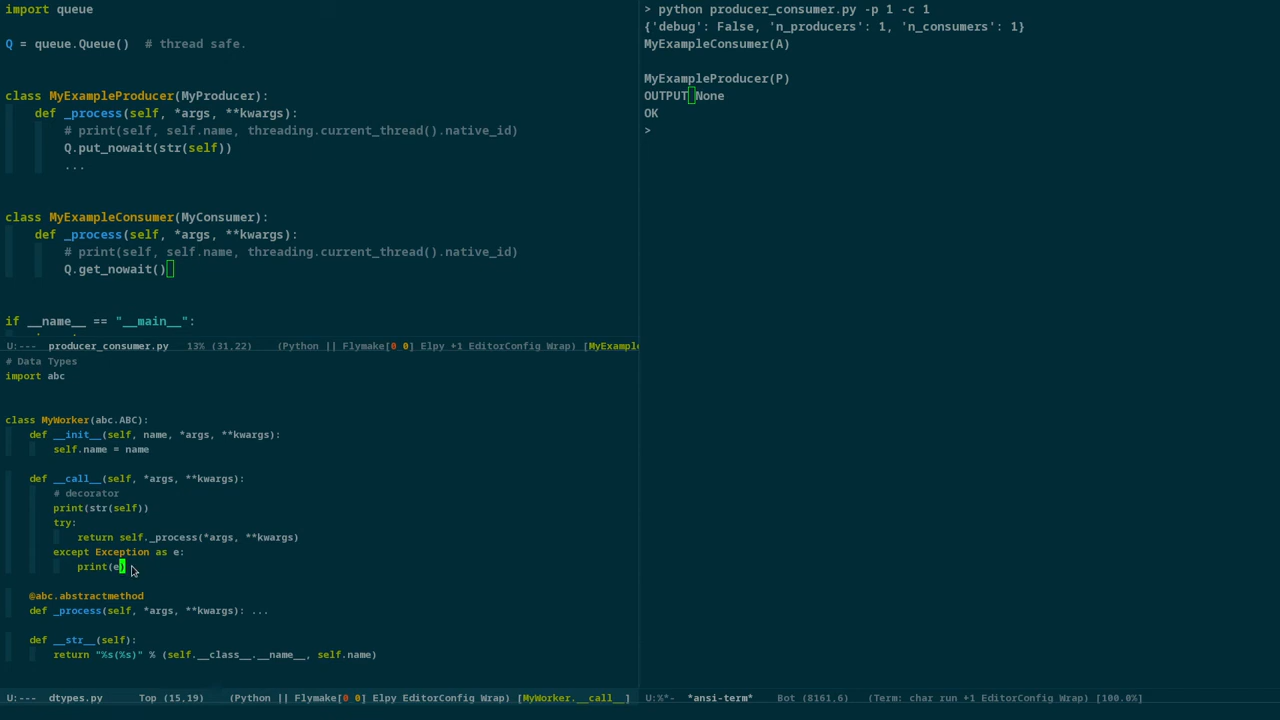 import queue
Q = queue.Queue()  # thread safe.
class MyExampleProducer(MyProducer):
    def _process(self, *args, **kwargs):
        # print(self, self.name, threading.current_thread().native_id)
        Q.put_nowait(str(self))
        ...
class MyExampleConsumer(MyConsumer):
    def _process(self, *args, **kwargs):
        # print(self, self.name, threading.current_thread().native_id)
        Q.get_nowait()
if __name__ == "__main__":
U:---  producer_consumer.py   13% (31,22)    (Python || Flymake[0 0] Elpy +1 EditorConfig Wrap) [MyExampl
# Data Types
import abc
class MyWorker(abc.ABC):
    def __init__(self, name, *args, **kwargs):
        self.name = name
    def __call__(self, *args, **kwargs):
        # decorator
        print(str(self))
        try:
            return self._process(*args, **kwargs)
        except Exception as e:
            print(e)
    @abc.abstractmethod
    def _process(self, *args, **kwargs): ...
    def __str__(self):
        return "%s(%s)" % (self.__class__.__name__, self.name)
U:---  dtypes.py      Top (15,19)    (Python || Flymake[0 0] Elpy EditorConfig Wrap) [MyWorker.__call__]
> python producer_consumer.py -p 1 -c 1
{'debug': False, 'n_producers': 1, 'n_consumers': 1}
MyExampleConsumer(A)
MyExampleProducer(P)
OUTPUT None
OK
>
U:%*-  *ansi-term*    Bot (8161,6)   (Term: char run +1 EditorConfig Wrap) [100.0%]